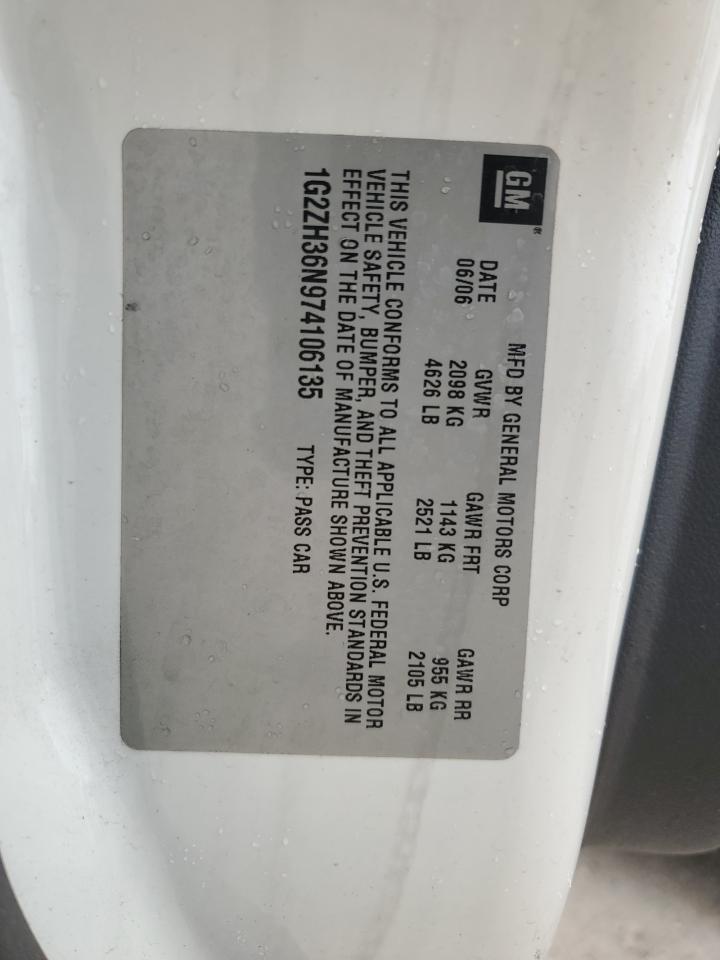 GM®
MFD BY GENERAL MOTORS CORP
DATE GVWR GAWR FRT GAWR RR
06/06 2098 KG 1143 KG 955 KG
4626 LB 2521 LB 2105 LB
THIS VEHICLE CONFORMS TO ALL APPLICABLE U.S. FEDERAL MOTOR
VEHICLE SAFETY, BUMPER, AND THEFT PREVENTION STANDARDS IN
EFFECT ON THE DATE OF MANUFACTURE SHOWN ABOVE.
1G2ZH36N974106135 TYPE: PASS CAR